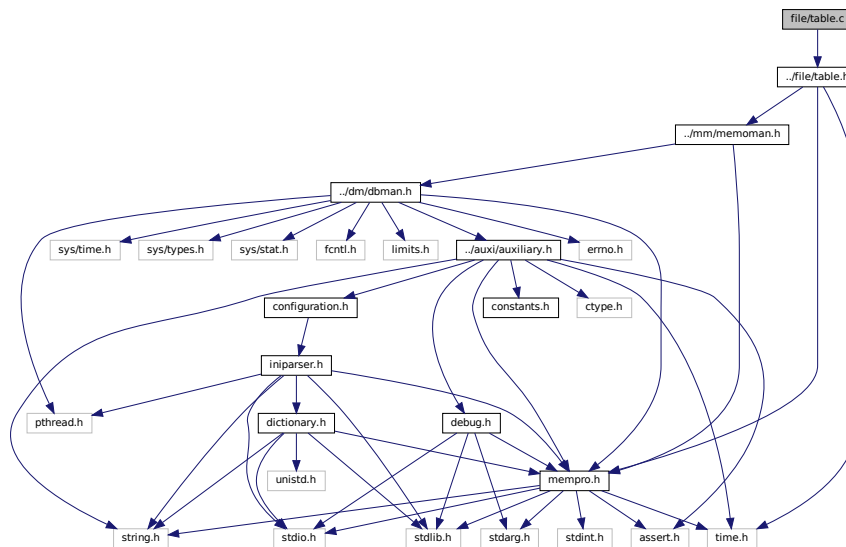 file/table.c
../file/table.h
../mm/memoman.h
../dm/dbman.h
sys/time.h
sys/types.h
sys/stat.h
fcntl.h
limits.h
../auxi/auxiliary.h
errno.h
configuration.h
constants.h
ctype.h
iniparser.h
pthread.h
dictionary.h
debug.h
unistd.h
mempro.h
string.h
stdio.h
stdlib.h
stdarg.h
stdint.h
assert.h
time.h